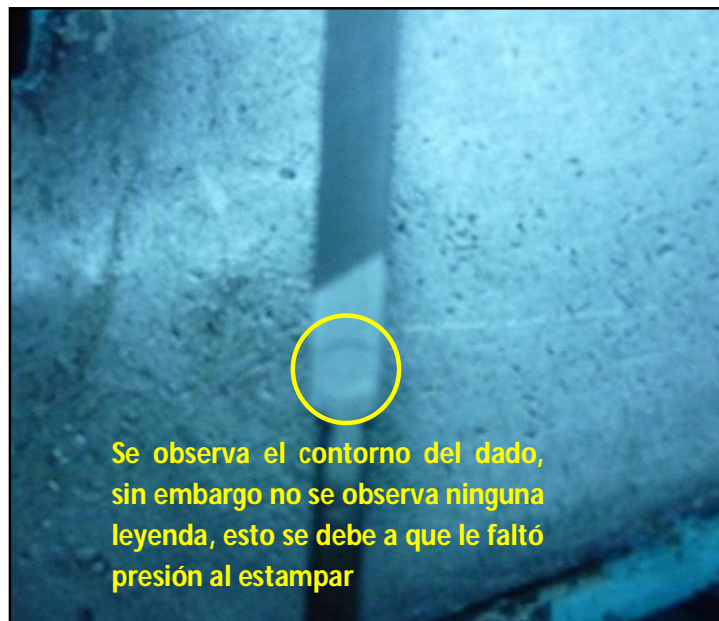 Se observa el contorno del dado,
sin embargo no se observa ninguna
leyenda, esto se debe a que le faltó
presión al estampar